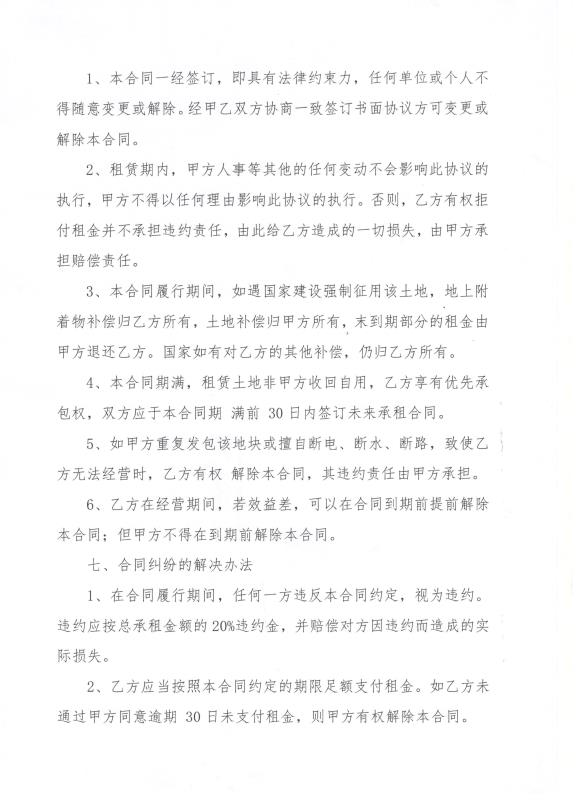 1、本合同一经签订，即具有法律约束力，任何单位或个人不
得随意变更或解除。经甲乙双方协商一致签订书面协议方可变更或
解除本合同。
2、租赁期内，甲方人事等其他的任何变动不会影响此协议的
执行，甲方不得以任何理由影响此协议的执行。否则，乙方有权拒
付租金并不承担违约责任，由此给乙方造成的一切损失，由甲方承
担赔偿责任。
3、本合同履行期间，如遇国家建设强制征用该土地，地上附
着物补偿归乙方所有，土地补偿归甲方所有，末到期部分的租金由
甲方退还乙方。国家如有对乙方的其他补偿，仍归乙方所有。
4、本合同期满，租赁土地非甲方收回自用，乙方享有优先承
包权，双方应于本合同期 满前 30 日内签订未来承租合同。
5、如甲方重复发包该地块或擅自断电、断水、断路，致使乙
方无法经营时，乙方有权 解除本合同，其违约责任由甲方承担。
6、乙方在经营期间，若效益差，可以在合同到期前提前解除
本合同；但甲方不得在到期前解除本合同。
七、合同纠纷的解决办法
1、在合同履行期间，任何一方违反本合同约定，视为违约。
违约应按总承租金额的 20%违约金，并赔偿对方因违约而造成的实
际损失。
2、乙方应当按照本合同约定的期限足额支付租金。如乙方未
通过甲方同意逾期 30 日未支付租金，则甲方有权解除本合同。